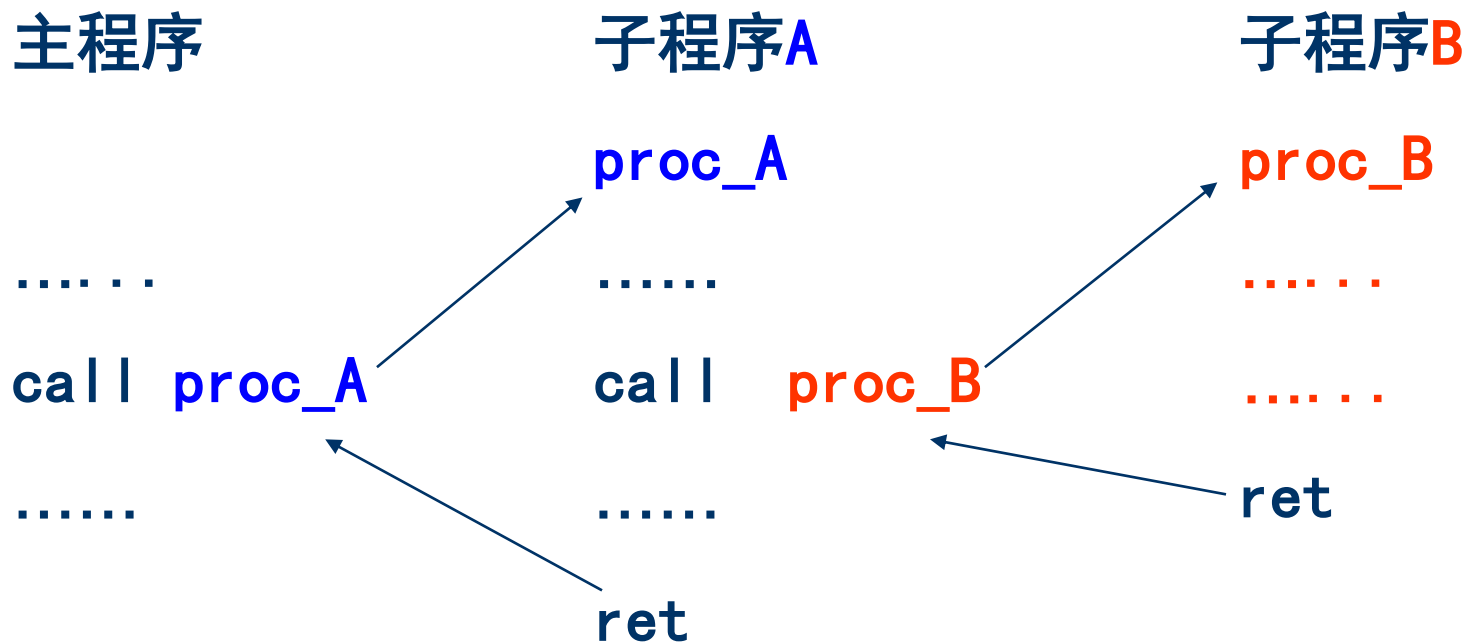 主程序
……
call proc_A
……
子程序A
proc_A
……
call proc_B
……
ret
子程序B
proc_B
……
……
ret